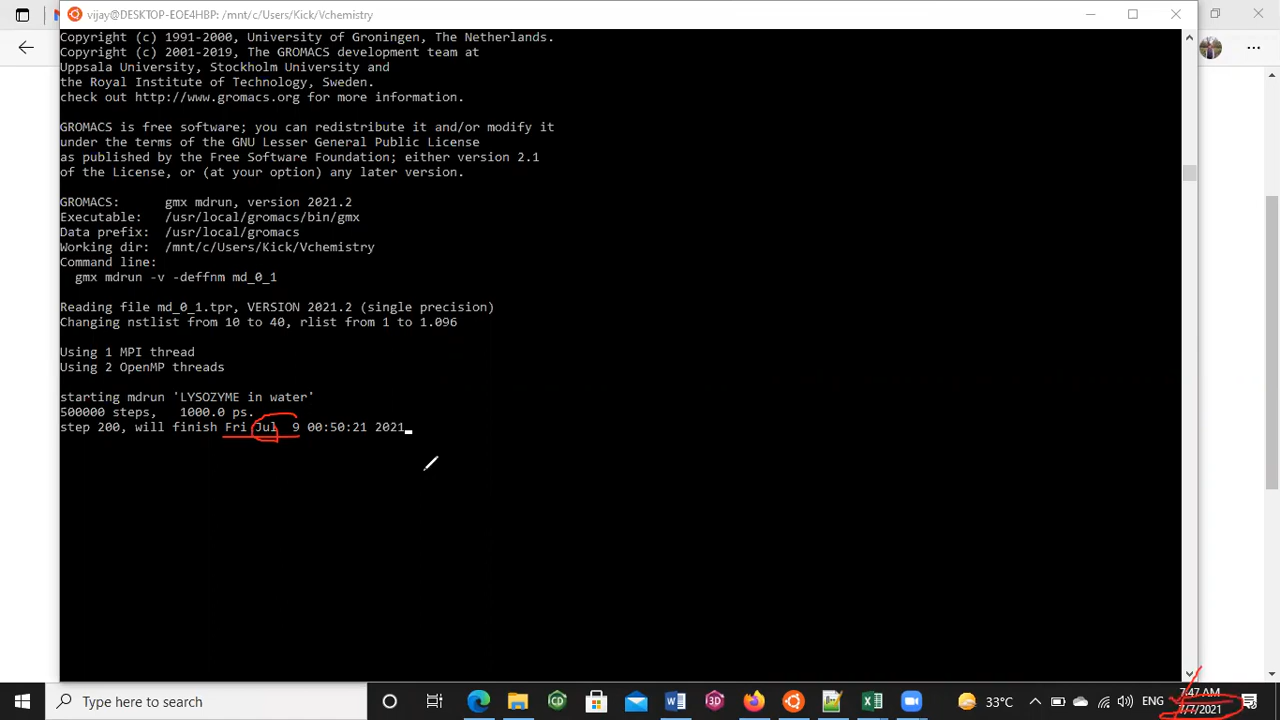 vijay@DESKTOP-EOE4HBP: /mnt/c/Users/Kick/Vchemistry
Copyright (c) 1991-2000, University of Groningen, The Netherlands.
Copyright (c) 2001-2019, The GROMACS development team at
Uppsala University, Stockholm University and
the Royal Institute of Technology, Sweden.
check out http://www.gromacs.org for more information.
GROMACS is free software; you can redistribute it and/or modify it
under the terms of the GNU Lesser General Public License
as published by the Free Software Foundation; either version 2.1
of the License, or (at your option) any later version.
GROMACS:      gmx mdrun, version 2021.2
Executable:   /usr/local/gromacs/bin/gmx
Data prefix:  /usr/local/gromacs
Working dir:  /mnt/c/Users/Kick/Vchemistry
Command line:
  gmx mdrun -v -deffnm md_0_1
Reading file md_0_1.tpr, VERSION 2021.2 (single precision)
Changing nstlist from 10 to 40, rlist from 1 to 1.096
Using 1 MPI thread
Using 2 OpenMP threads
starting mdrun 'LYSOZYME in water'
500000 steps,   1000.0 ps.
step 200, will finish Fri Jul  9 00:50:21 2021
Type here to search
33°C
ENG
7:47 AM
7/7/2021